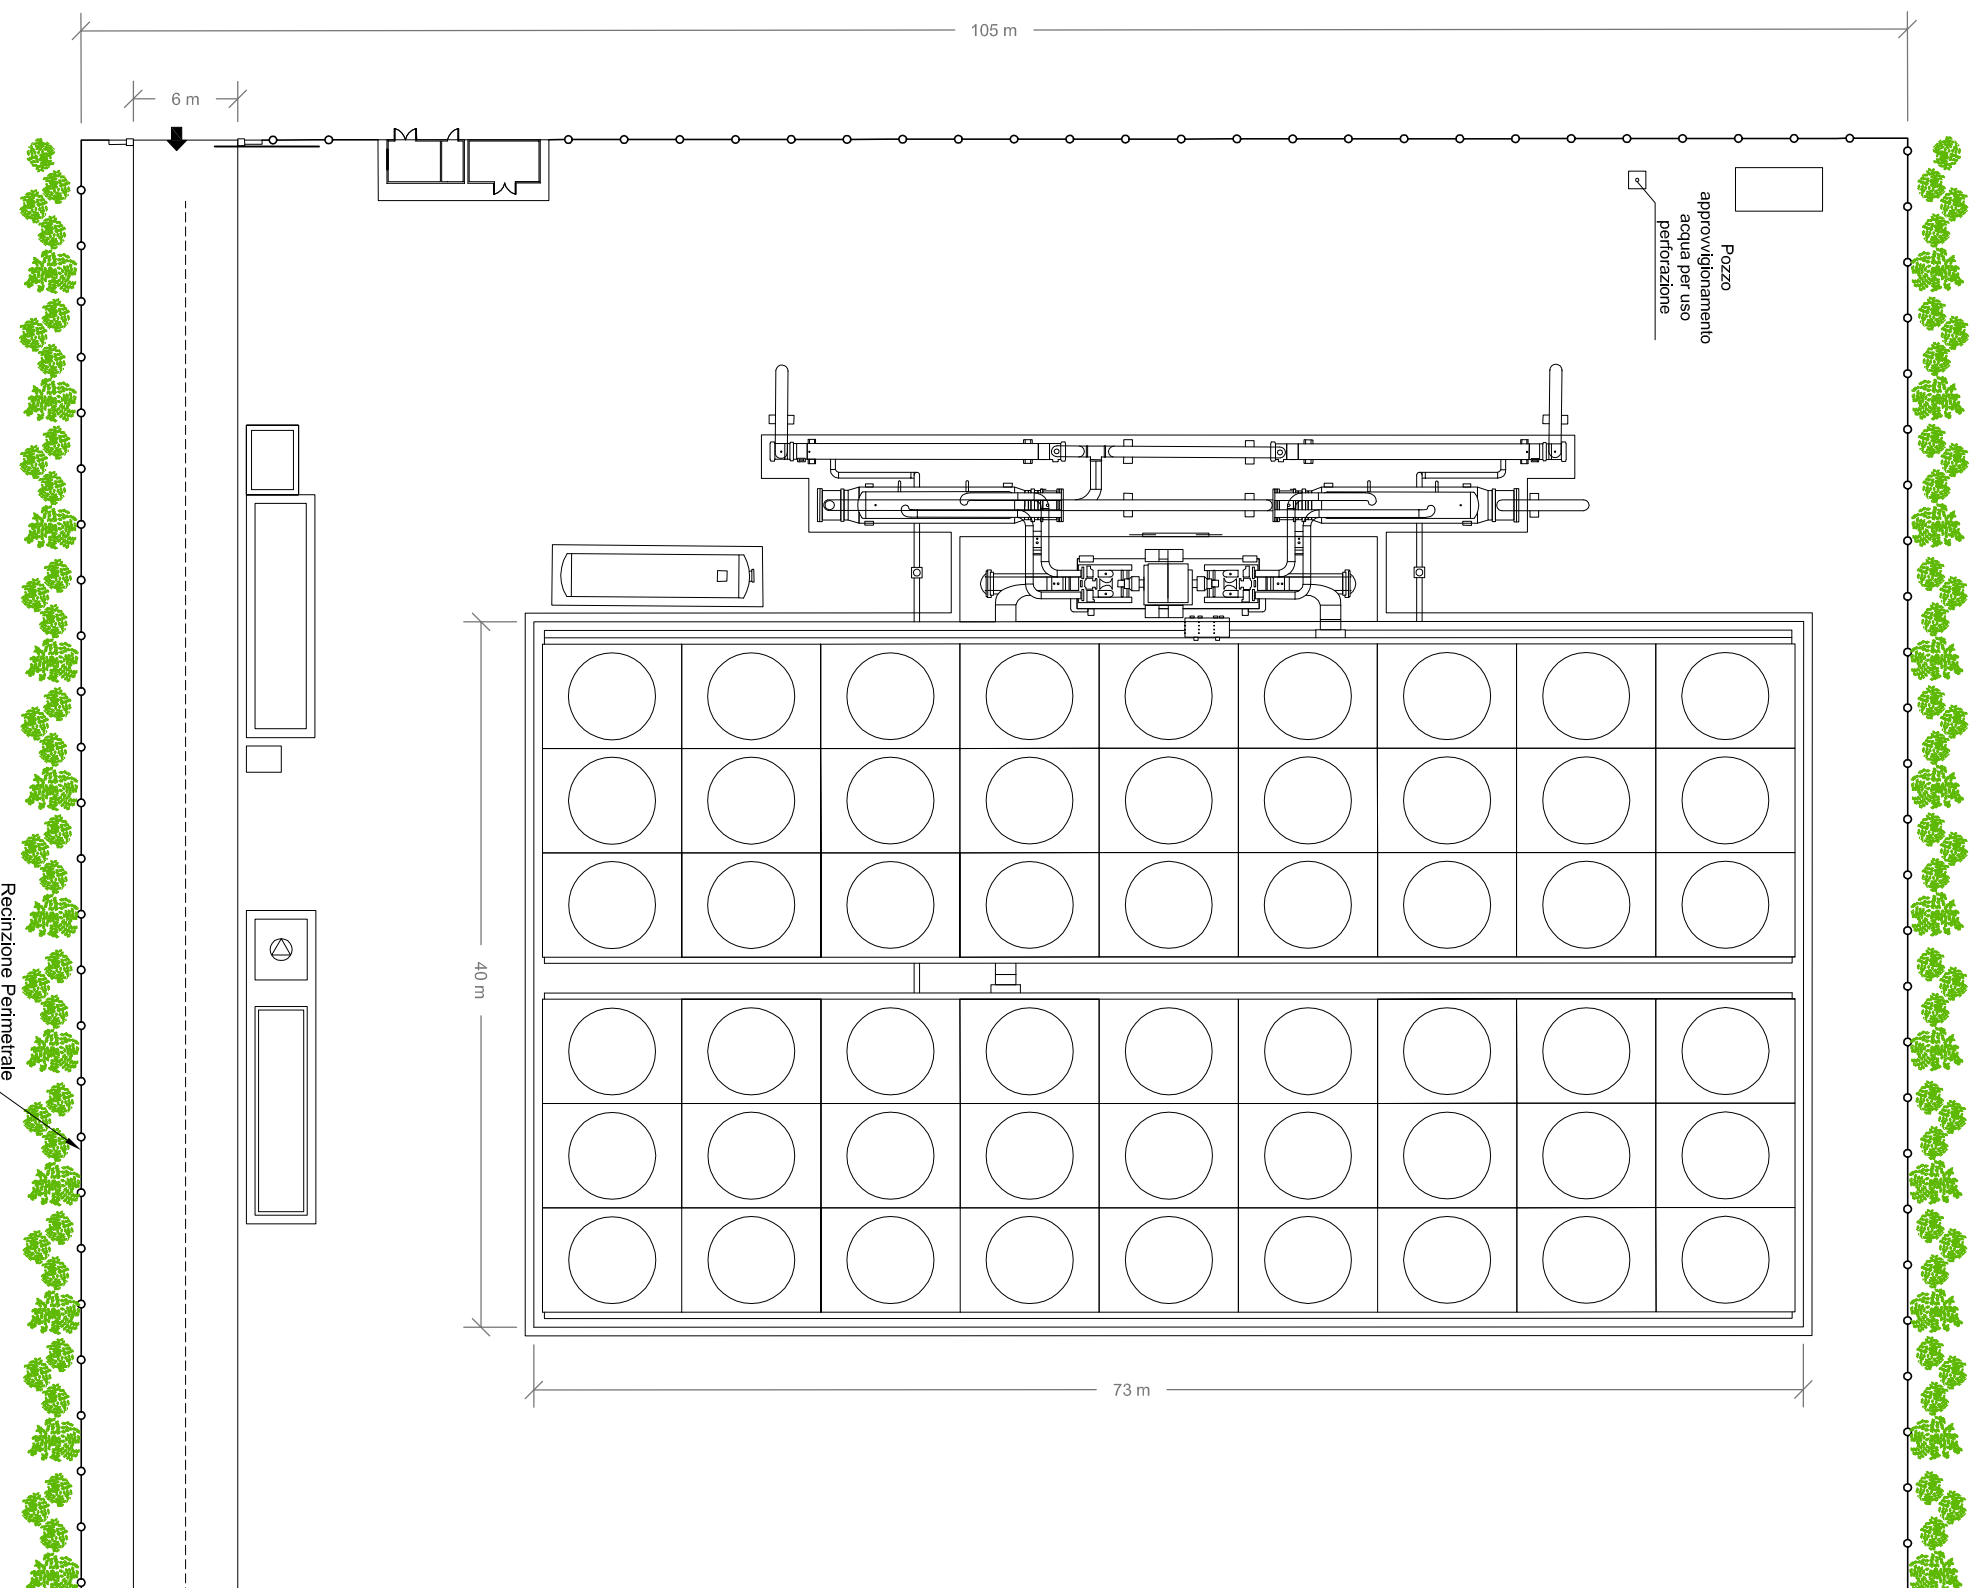 105 m
6 m
Pozzo
approvvigionamento
acqua per uso
perforazione
40 m
Recinzione Perimetrale
73 m